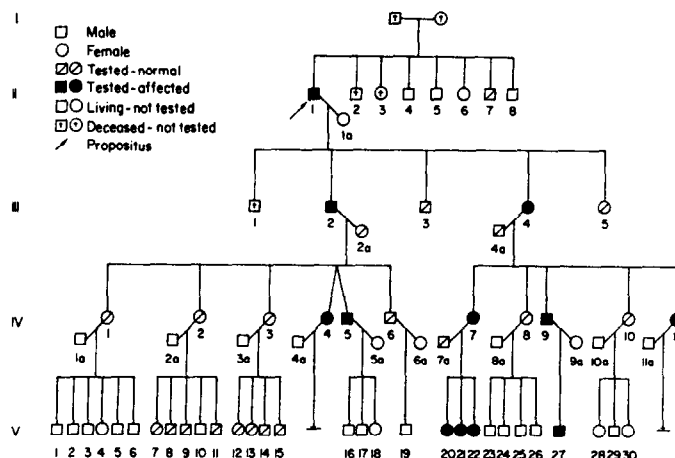 I
Male
Female
Tested-normal
Tested-affected
Living-not tested
Deceased-not tested
Propositus
II
1 2 3 4 5 6 7 8
1a
III
1 2 3 4 5
2a 4a
IV
1 2 3 4 5 6 7 8 9 10
1a 2a 3a 4a 5a 6a 7a 8a 9a 10a 11a
V
1 2 3 4 5 6 7 8 9 10 11 12 13 14 15 16 17 18 19 20 21 22 23 24 25 26 27 28 29 30